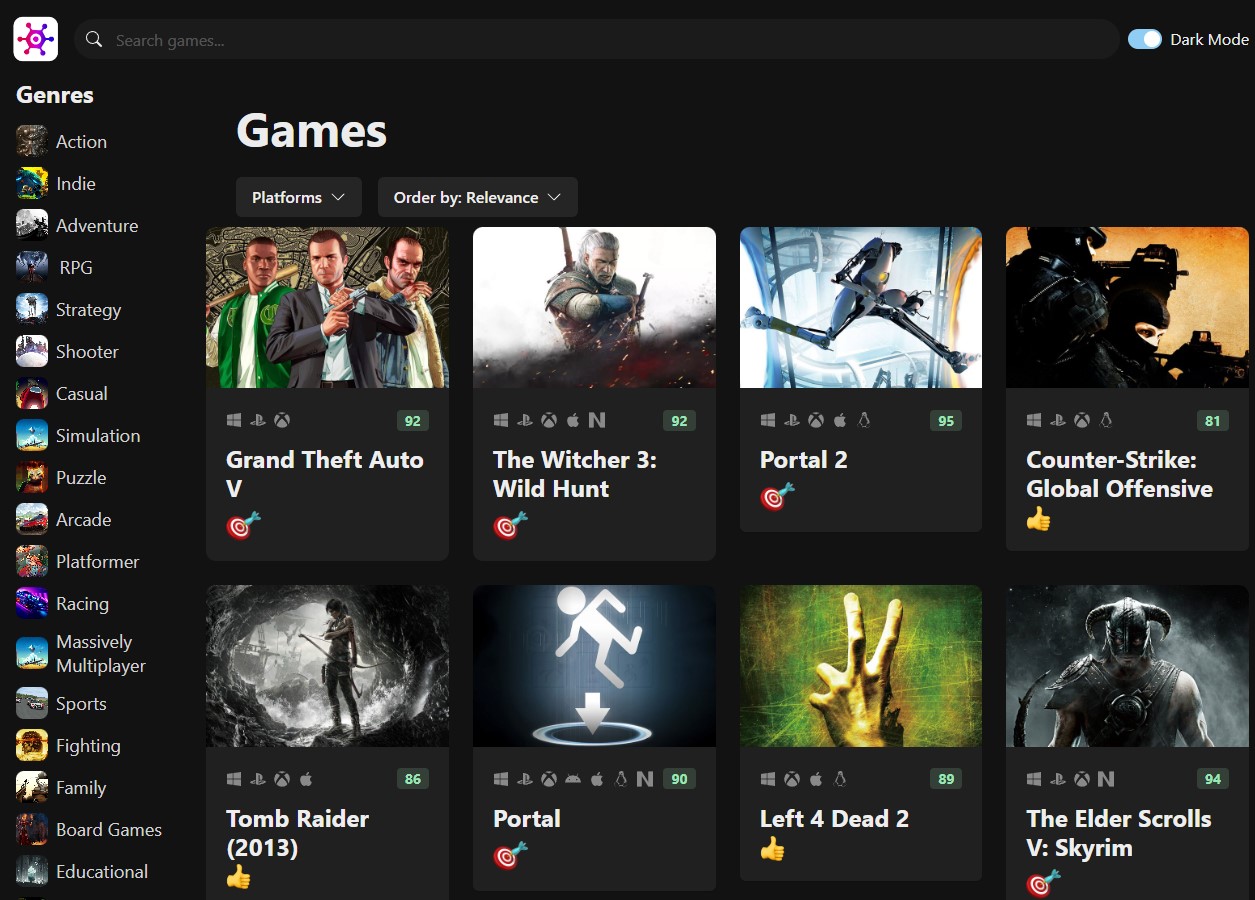 Search games...
Dark Mode
Genres
Action
Indie
Adventure
RPG
Strategy
Shooter
Casual
Simulation
Puzzle
Arcade
Platformer
Racing
Massively
Multiplayer
Sports
Fighting
Family
Board Games
Educational
Games
Platforms
Order by: Relevance
92
Grand Theft Auto
V
92
The Witcher 3:
Wild Hunt
95
Portal 2
81
Counter-Strike:
Global Offensive
86
Tomb Raider
(2013)
90
Portal
89
Left 4 Dead 2
94
The Elder Scrolls
V: Skyrim